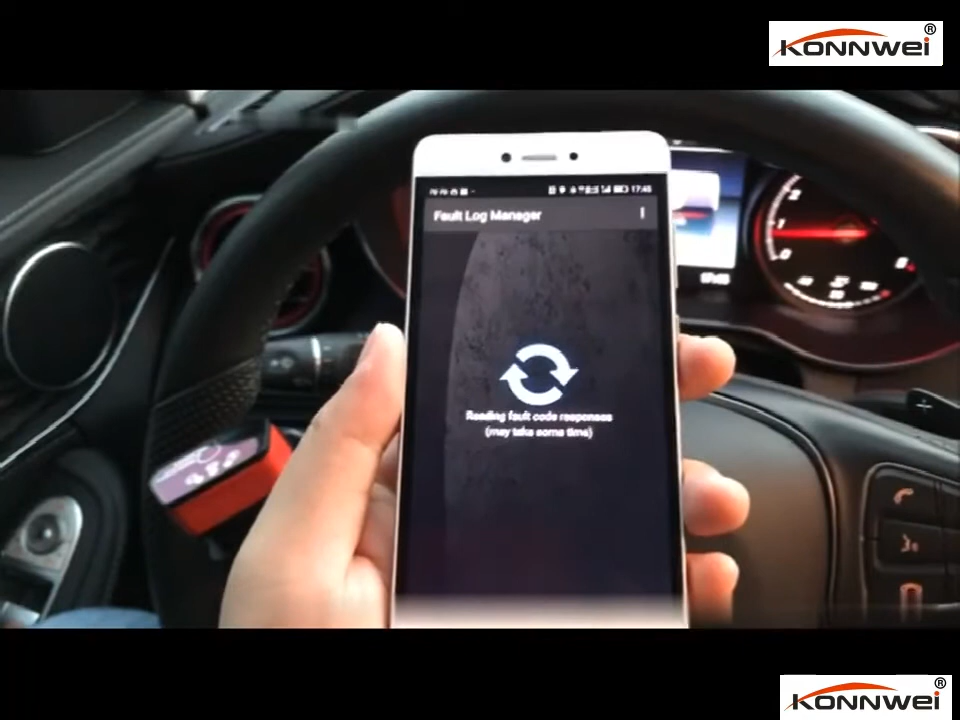 KONNWEI®
17:45
Fault Log Manager
Reading fault code responses
(may take some time)
KONNWEI®